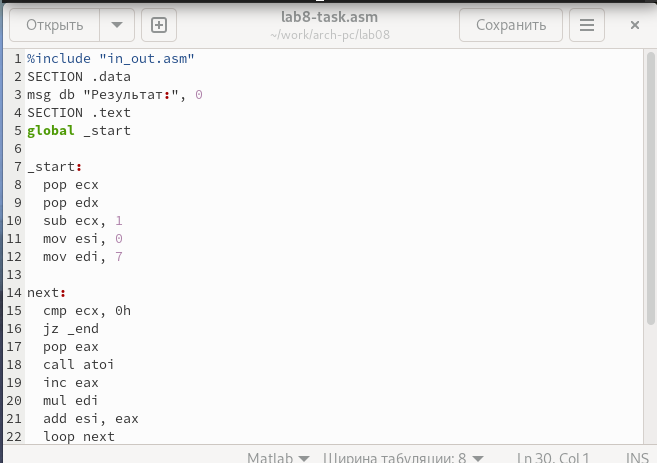 Открыть
lab8-task.asm
~/work/arch-pc/lab08
Сохранить
1 %include "in_out.asm"
2 SECTION .data
3 msg db "Результат:", 0
4 SECTION .text
5 global _start
6
7 _start:
8 pop ecx
9 pop edx
10 sub ecx, 1
11 mov esi, 0
12 mov edi, 7
13
14 next:
15 cmp ecx, 0h
16 jz _end
17 pop eax
18 call atoi
19 inc eax
20 mul edi
21 add esi, eax
22 loop next
Matlab Ширина табуляции: 8 Ln 30, Col 1 INS